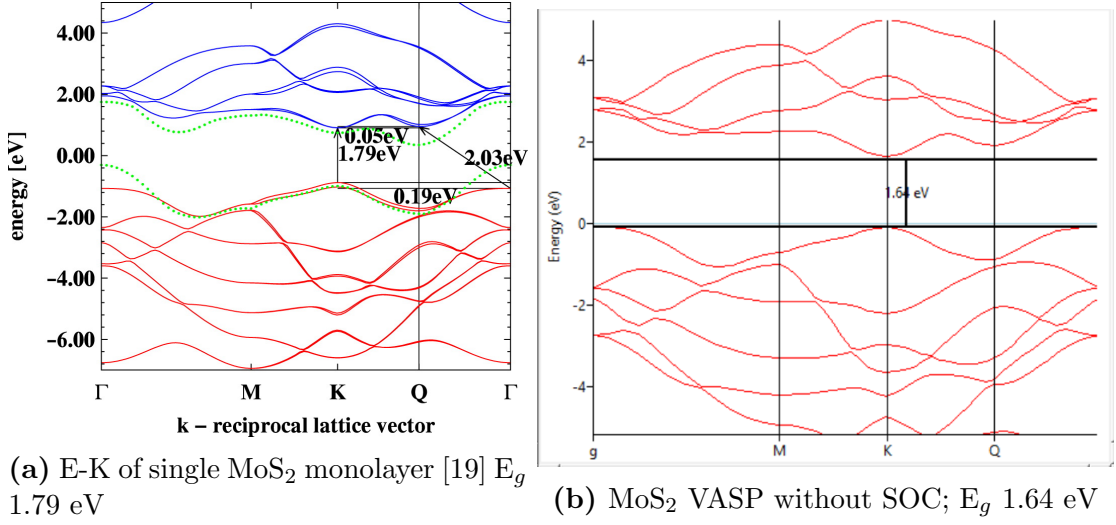 4.00
2.00
0.00
−2.00
−4.00
−6.00
energy [eV]
0.05eV
1.79eV
2.03eV
0.19eV
Γ M K Q Γ
k − reciprocal lattice vector
(a) E-K of single MoS₂ monolayer [19] E_g
1.79 eV
4
2
0
-2
-4
Energy (eV)
1.64 eV
g M K Q
(b) MoS₂ VASP without SOC; E_g 1.64 eV